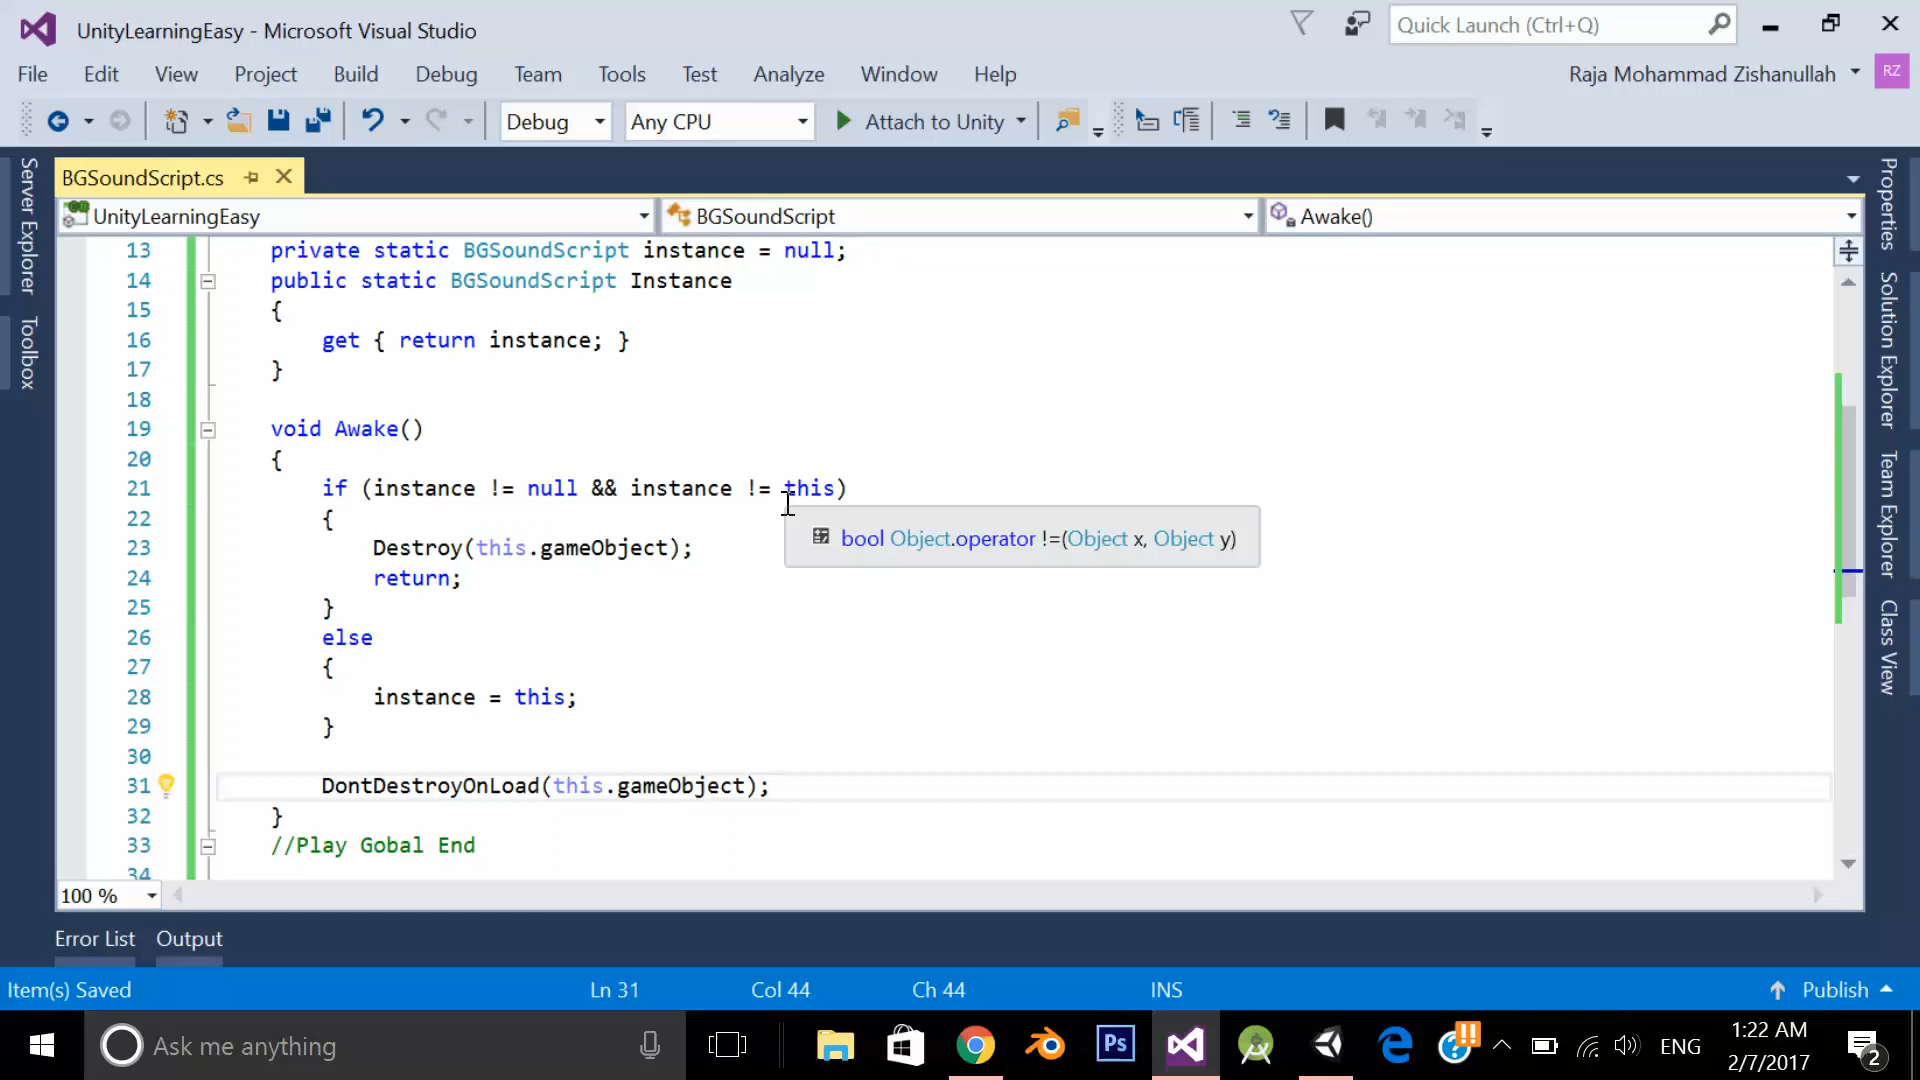 UnityLearningEasy - Microsoft Visual Studio
Quick Launch (Ctrl+Q)
File Edit View Project Build Debug Team Tools Test Analyze Window Help
Raja Mohammad Zishanullah RZ
Debug Any CPU Attach to Unity
Server Explorer
Toolbox
BGSoundScript.cs
UnityLearningEasy BGSoundScript Awake()
13 private static BGSoundScript instance = null;
14 public static BGSoundScript Instance
15 {
16 get { return instance; }
17 }
18
19 void Awake()
20 {
21 if (instance != null && instance != this)
22 {
bool Object.operator !=(Object x, Object y)
23 Destroy(this.gameObject);
24 return;
25 }
26 else
27 {
28 instance = this;
29 }
30
31 DontDestroyOnLoad(this.gameObject);
32 }
33 //Play Gobal End
34
100 %
Properties
Solution Explorer
Team Explorer
Class View
Error List Output
Item(s) Saved Ln 31 Col 44 Ch 44 INS Publish
Ask me anything
Ps
ENG
1:22 AM
2/7/2017
2